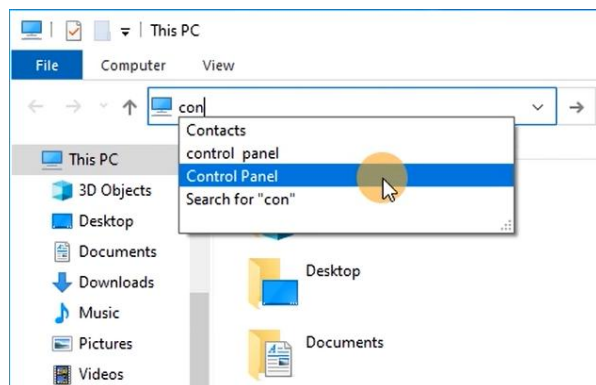 This PC
File Computer View
con
Contacts
control panel
Control Panel
Search for "con"
This PC
3D Objects
Desktop
Documents
Downloads
Music
Pictures
Videos
Desktop
Documents